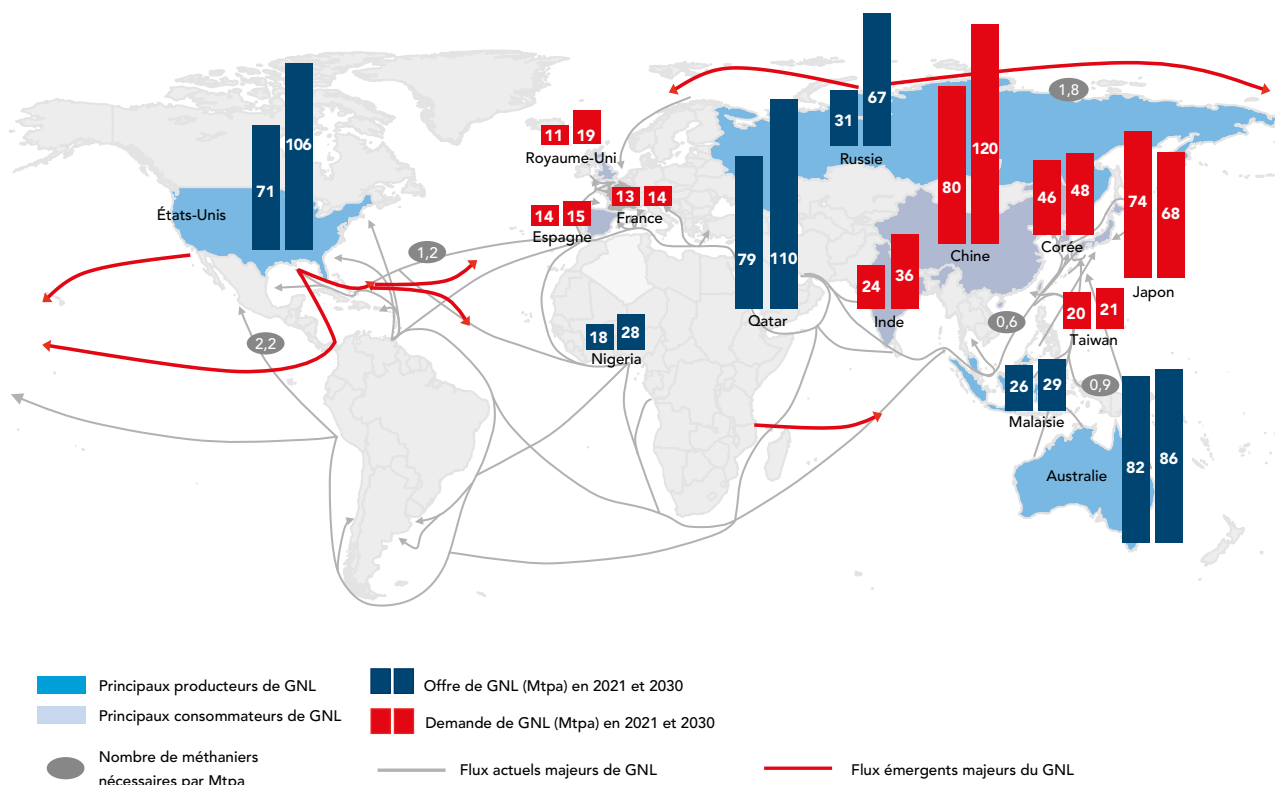 67
1,8
106
31
120
11 19
Royaume-Uni
Russie
71
80
46 48
74
68
13 14
France
États-Unis
14 15
Espagne
Corée
1,2
Chine
79 110
24 36
Japon
20 21
Qatar
Inde
0,6
Taiwan
18 28
2,2
Nigeria
26 29
0,9
Malaisie
82 86
Australie
Principaux producteurs de GNL
Offre de GNL (Mtpa) en 2021 et 2030
Principaux consommateurs de GNL
Demande de GNL (Mtpa) en 2021 et 2030
Nombre de méthaniers
nécessaires par Mtpa
Flux actuels majeurs de GNL
Flux émergents majeurs du GNL